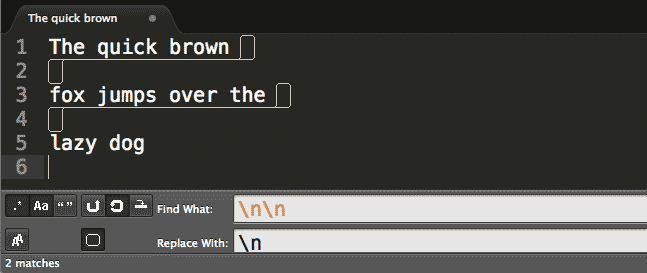 The quick brown
1 The quick brown
2
3 fox jumps over the
4
5 lazy dog
6
.* Aa “” Find What: \n\n
AA Replace With: \n
2 matches